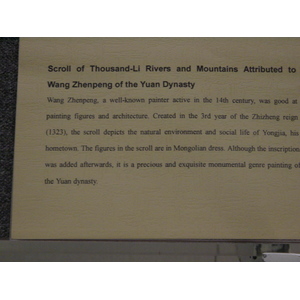 Scroll of Thousand-Li Rivers and Mountains Attributed to
Wang Zhenpeng of the Yuan Dynasty
Wang Zhenpeng, a well-known painter active in the 14th century, was good at
painting figures and architecture. Created in the 3rd year of the Zhizheng reign
(1323), the scroll depicts the natural environment and social life of Yongjia, his
hometown. The figures in the scroll are in Mongolian dress. Although the inscription
was added afterwards, it is a precious and exquisite monumental genre painting of
the Yuan dynasty.